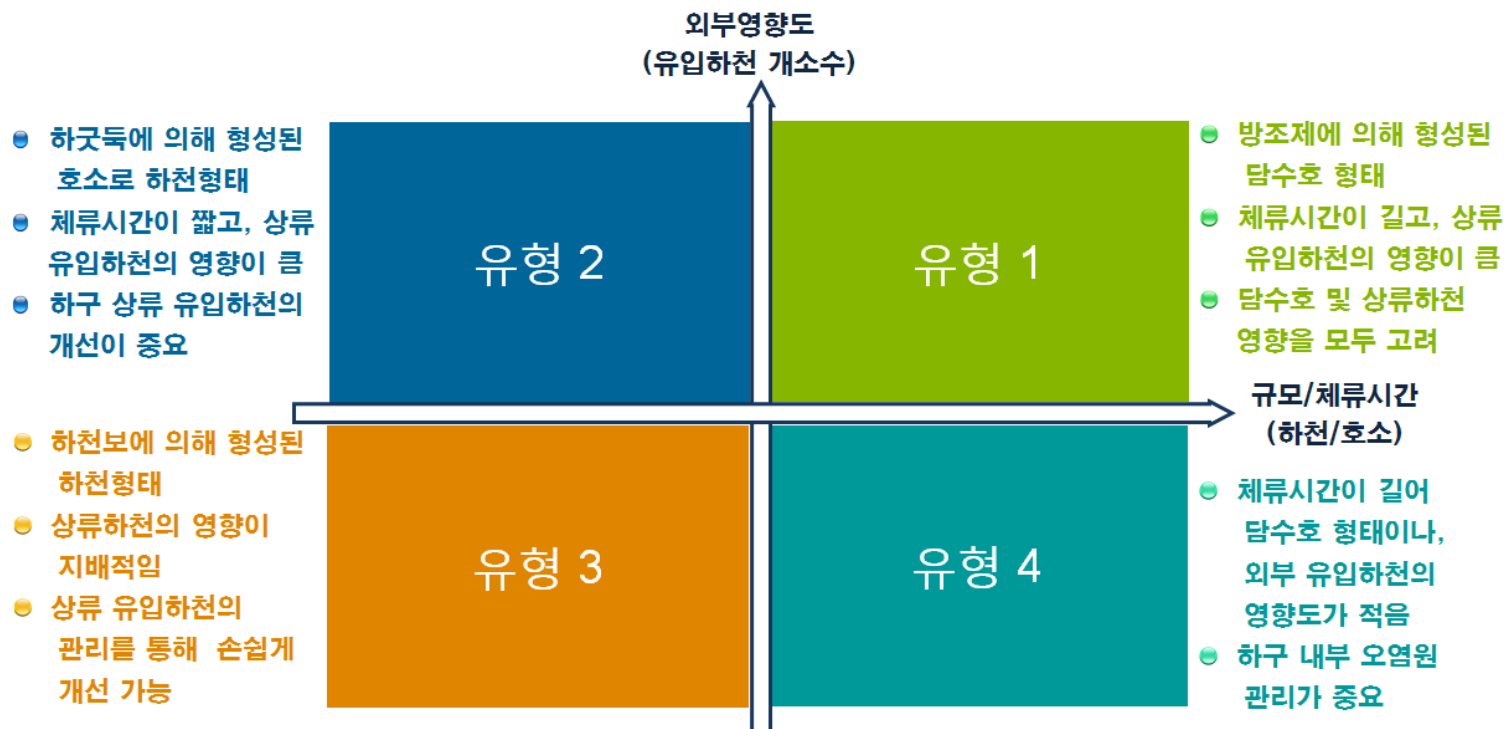 외부영향도
(유입하천 개소수)
하굿둑에 의해 형성된
호소로 하천형태
체류시간이 짧고, 상류
유입하천의 영향이 큼
하구 상류 유입하천의
개선이 중요
유형 2
유형 1
방조제에 의해 형성된
담수호 형태
체류시간이 길고, 상류
유입하천의 영향이 큼
담수호 및 상류하천
영향을 모두 고려
규모/체류시간
(하천/호소)
하천보에 의해 형성된
하천형태
상류하천의 영향이
지배적임
상류 유입하천의
관리를 통해 손쉽게
개선 가능
유형 3
유형 4
체류시간이 길어
담수호 형태이나,
외부 유입하천의
영향도가 적음
하구 내부 오염원
관리가 중요